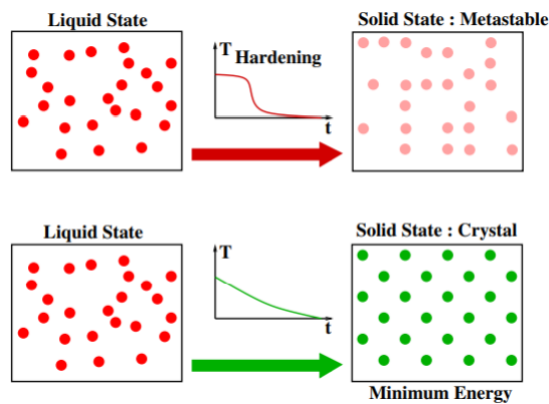 Liquid State
Solid State : Metastable
T
Hardening
t
Liquid State
Solid State : Crystal
T
t
Minimum Energy